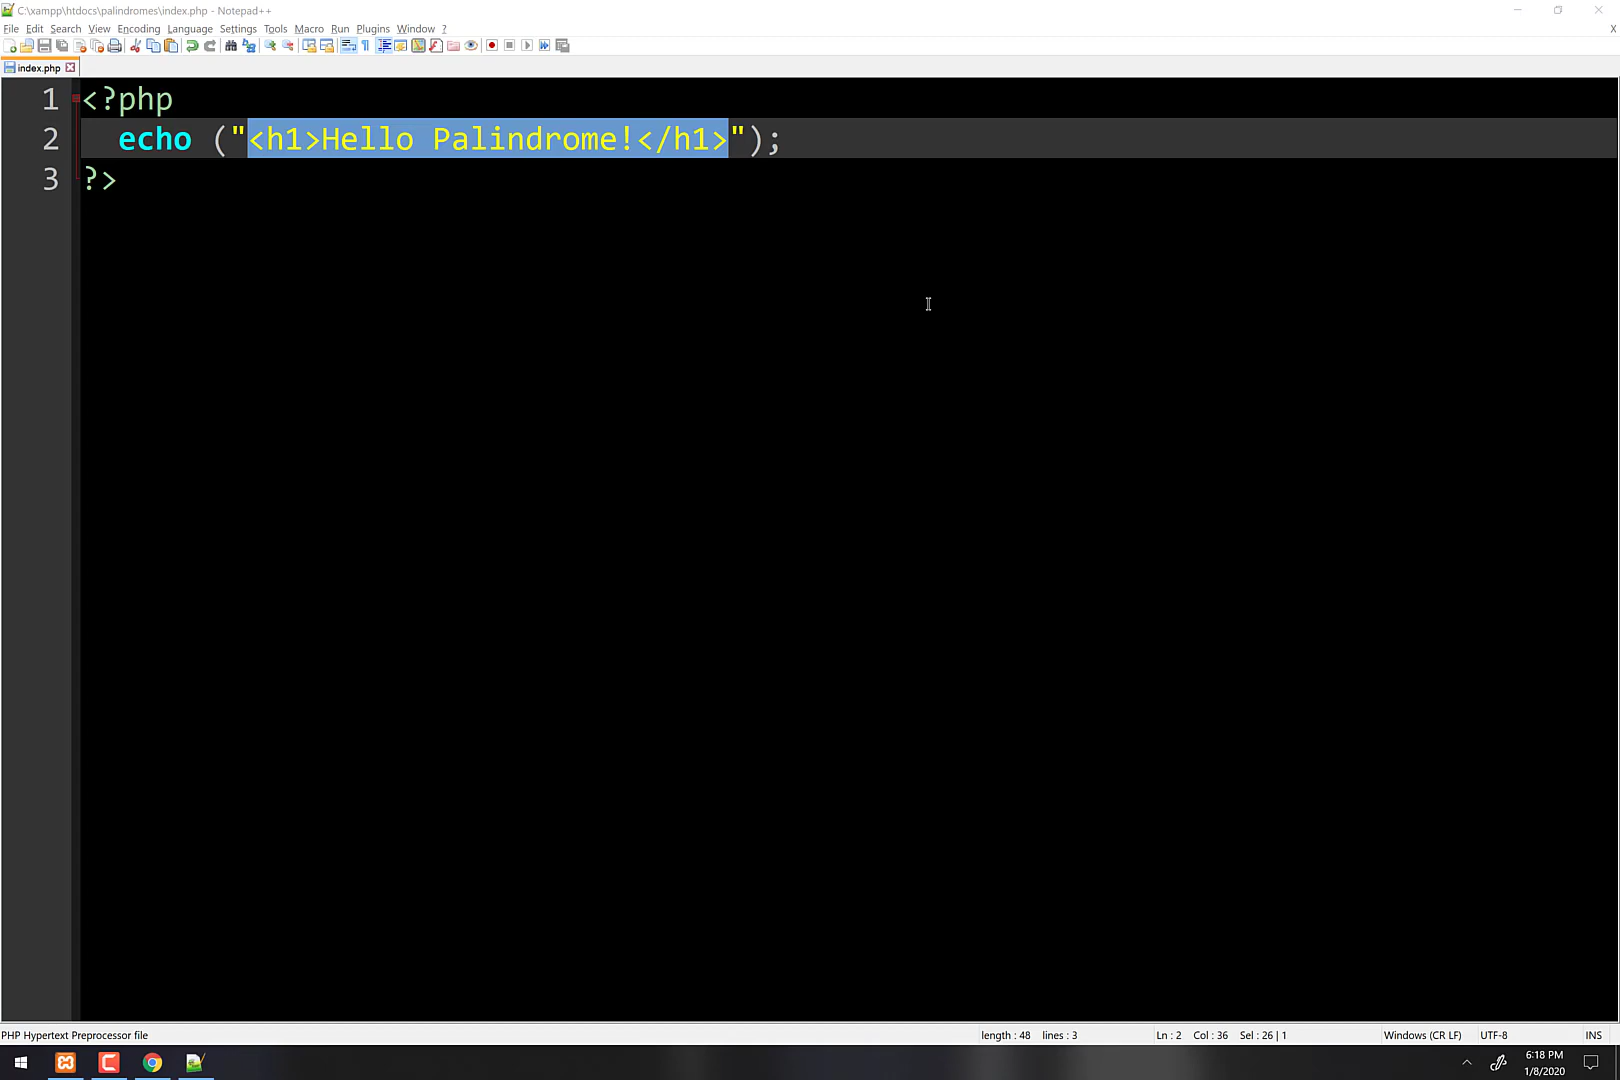 C:\xampp\htdocs\palindromes\index.php - Notepad++
File Edit Search View Encoding Language Settings Tools Macro Run Plugins Window ? X
index.php
1 <?php
2   echo ("<h1>Hello Palindrome!</h1>");
3 ?>
PHP Hypertext Preprocessor file length : 48 lines : 3 Ln : 2 Col : 36 Sel : 26 | 1 Windows (CR LF) UTF-8 INS
6:18 PM
1/8/2020